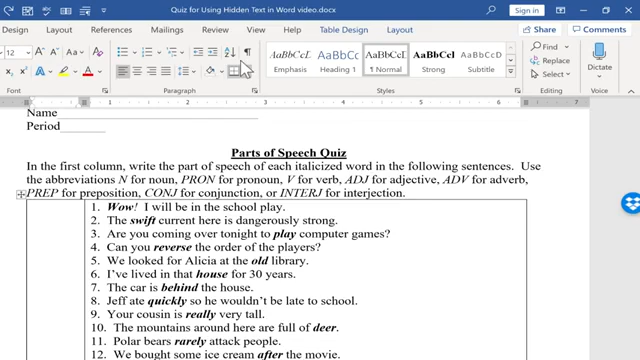 Quiz for Using Hidden Text in Word video.docx
Sign in
Mailings Review View Help Table Design Layout
12
AaBbCcL AaBbCc AaBbCcI AaBbCcI AaBbCcL
Emphasis Heading 1 ¶ Normal Strong Subtitle
Find
Replace
Select
Dictate
Font Paragraph Styles Editing Voice
1 2 3 4 5 6 7
Name
Period
Parts of Speech Quiz
In the first column, write the part of speech of each italicized word in the following sentences. Use
the abbreviations N for noun, PRON for pronoun, V for verb, ADJ for adjective, ADV for adverb,
PREP for preposition, CONJ for conjunction, or INTERJ for interjection.
1. Wow! I will be in the school play.
2. The swift current here is dangerously strong.
3. Are you coming over tonight to play computer games?
4. Can you reverse the order of the players?
5. We looked for Alicia at the old library.
6. I’ve lived in that house for 30 years.
7. The car is behind the house.
8. Jeff ate quickly so he wouldn’t be late to school.
9. Your cousin is really very tall.
10. The mountains around here are full of deer.
11. Polar bears rarely attack people.
12. We bought some ice cream after the movie.